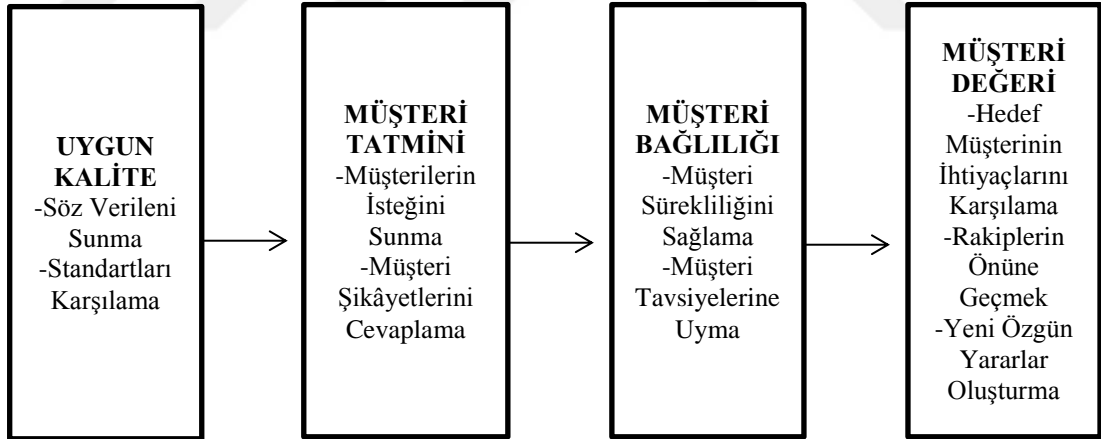 UYGUN
KALİTE
-Söz Verileni
Sunma
-Standartları
Karşılama
MÜŞTERİ
TATMİNİ
-Müşterilerin
İsteğini
Sunma
-Müşteri
Şikâyetlerini
Cevaplama
MÜŞTERİ
BAĞLILIĞI
-Müşteri
Sürekliliğini
Sağlama
-Müşteri
Tavsiyelerine
Uyma
MÜŞTERİ
DEĞERİ
-Hedef
Müşterinin
İhtiyaçlarını
Karşılama
-Rakiplerin
Önüne
Geçmek
-Yeni Özgün
Yararlar
Oluşturma